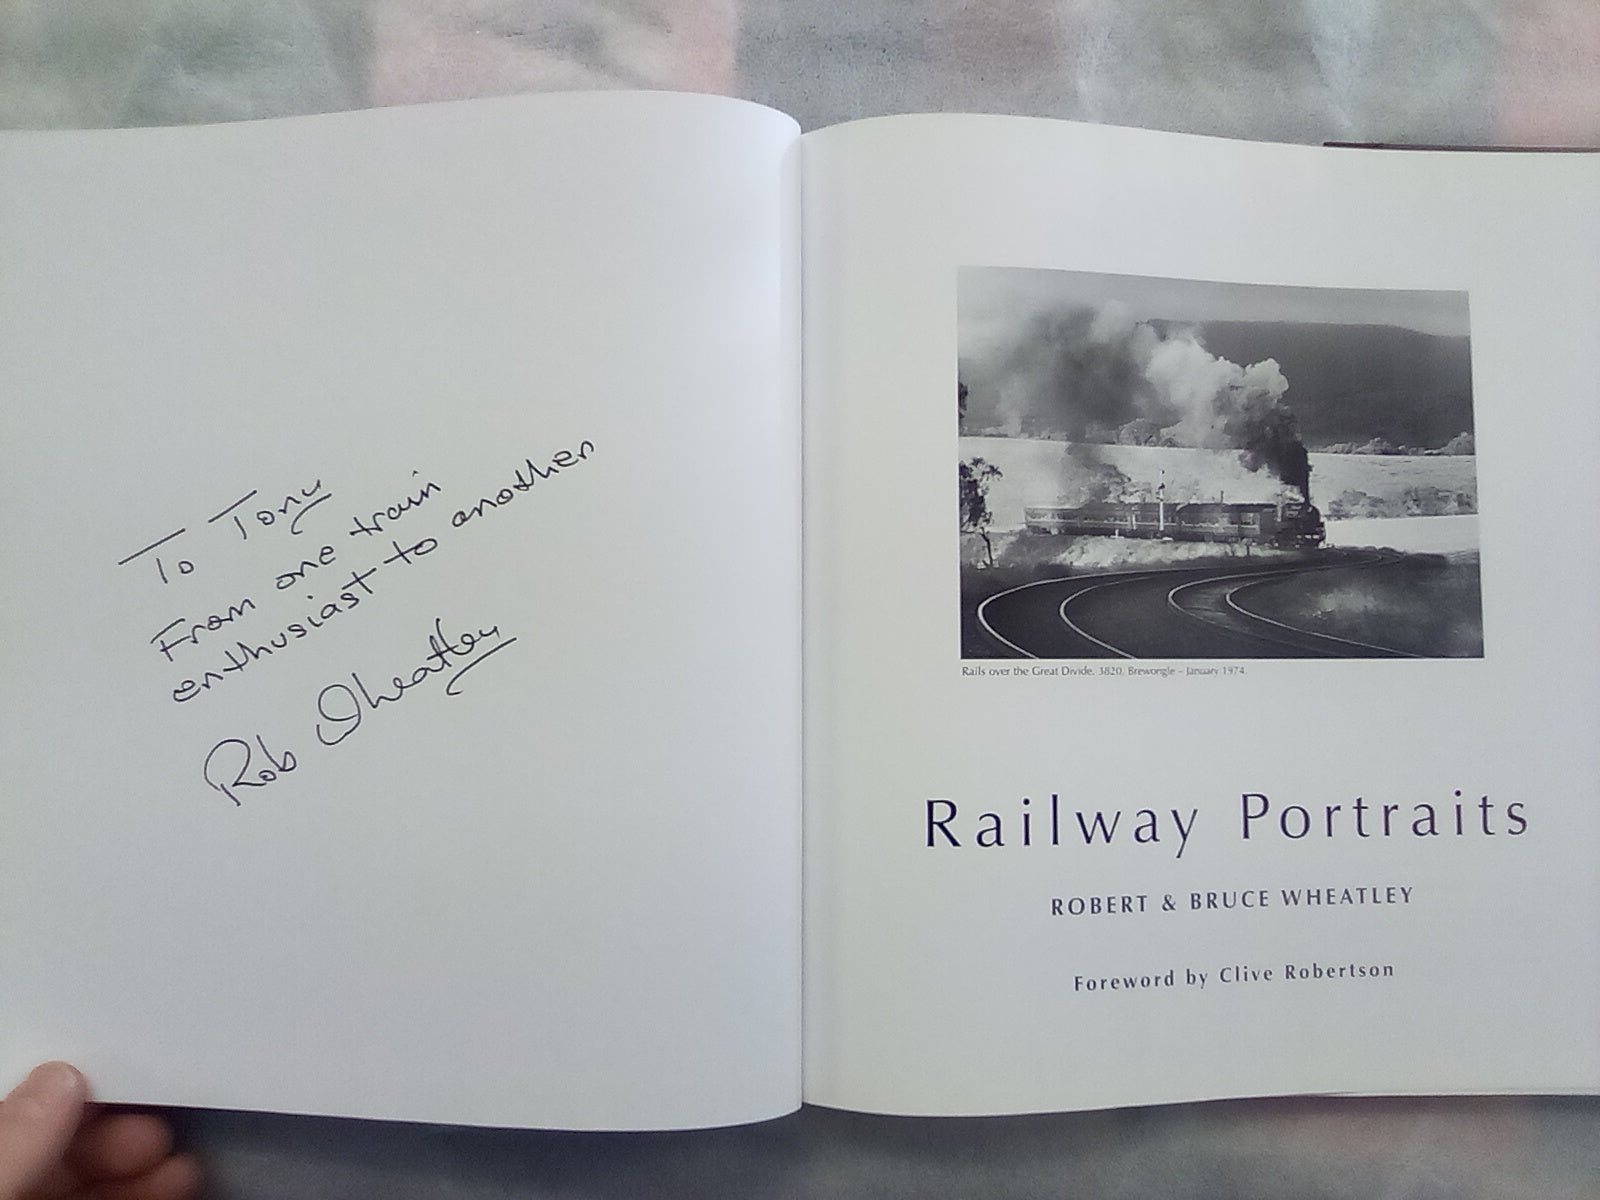 To Tony
From one train
enthusiast to another
Rob Wheatley
Rails over the Great Divide. 3820, Brewongle – January 1974.
Railway Portraits
ROBERT & BRUCE WHEATLEY
Foreword by Clive Robertson